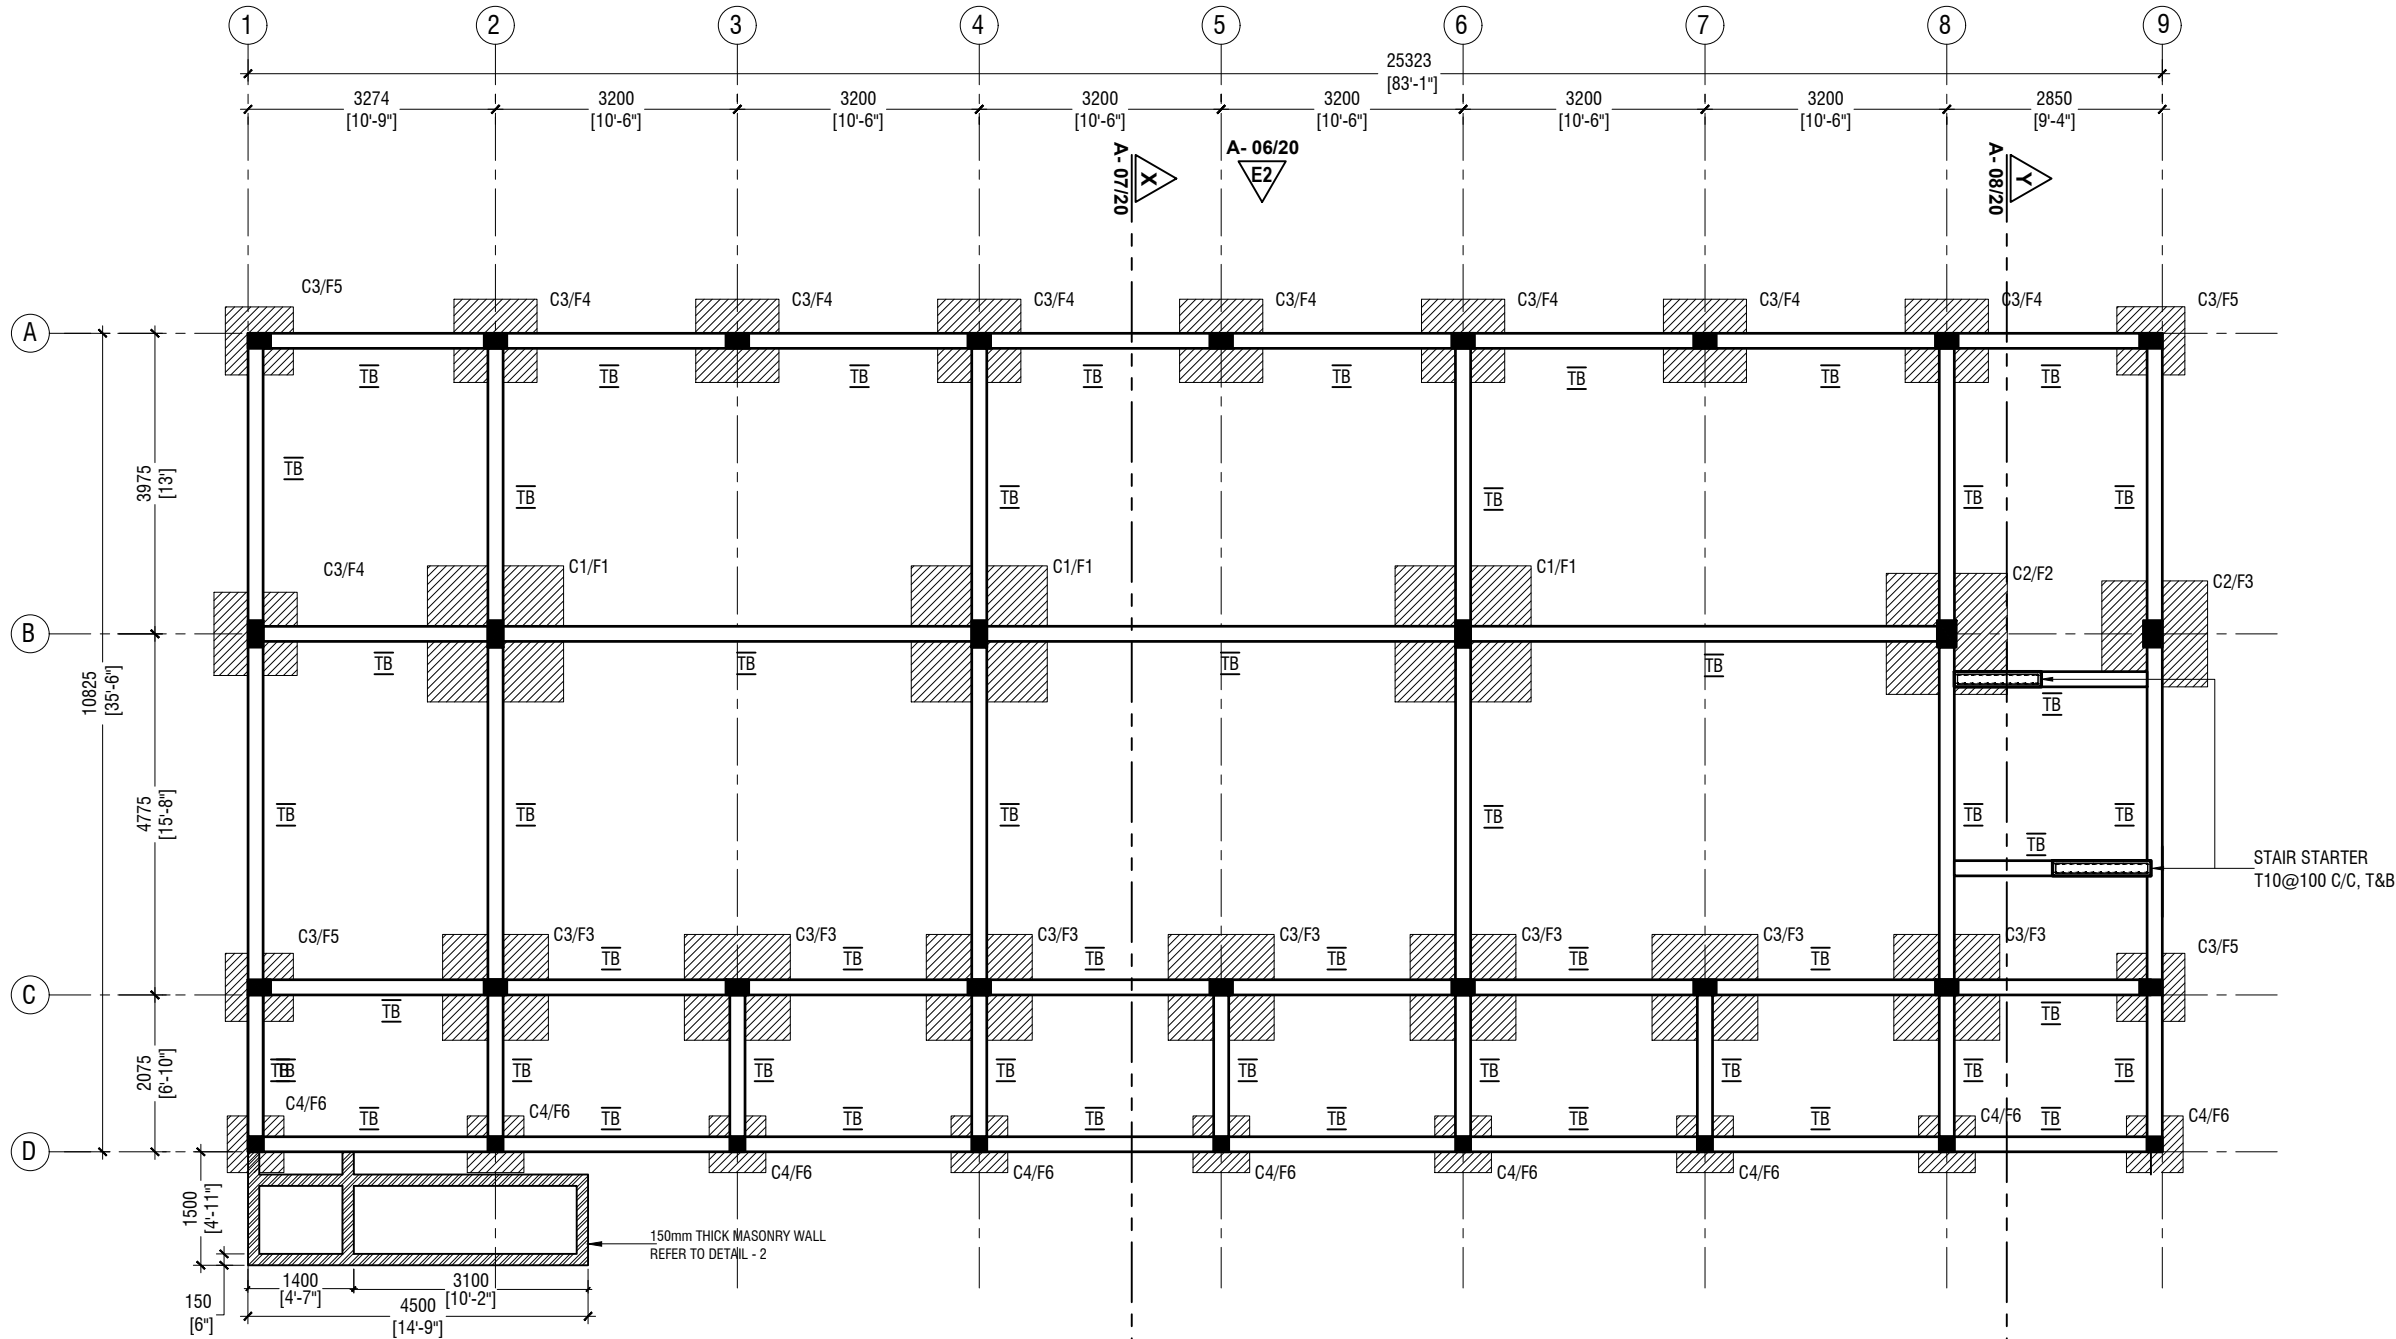 1
2
3
4
5
6
7
8
9
25323
[83'-1"]
3274
[10'-9"]
3200
[10'-6"]
3200
[10'-6"]
3200
[10'-6"]
3200
[10'-6"]
3200
[10'-6"]
3200
[10'-6"]
2850
[9'-4"]
A- 07/20
X
A- 06/20
E2
A- 08/20
Y
C3/F5
C3/F4
C3/F4
C3/F4
C3/F4
C3/F4
C3/F4
C3/F4
C3/F5
A
TB
TB
TB
TB
TB
TB
TB
TB
3975
[13']
TB
TB
TB
TB
TB
TB
C3/F4
C1/F1
C1/F1
C1/F1
C2/F2
C2/F3
B
TB
TB
TB
TB
TB
10825
[35'-6"]
4775
[15'-8"]
TB
TB
TB
TB
TB
TB
TB
STAIR STARTER
T10@100 C/C, T&B
C3/F5
C3/F3
C3/F3
C3/F3
C3/F3
C3/F3
C3/F3
C3/F3
C3/F5
TB
TB
TB
TB
TB
TB
C
TB
TB
2075
[6'-10"]
TB
TB
TB
TB
TB
TB
TB
TB
TB
TB
C4/F6
C4/F6
C4/F6
C4/F6
TB
TB
TB
TB
TB
TB
TB
TB
D
C4/F6
C4/F6
C4/F6
C4/F6
C4/F6
1500
[4'-11"]
150mm THICK MASONRY WALL
REFER TO DETAIL - 2
1400
[4'-7"]
3100
[10'-2"]
150
[6"]
4500
[14'-9"]